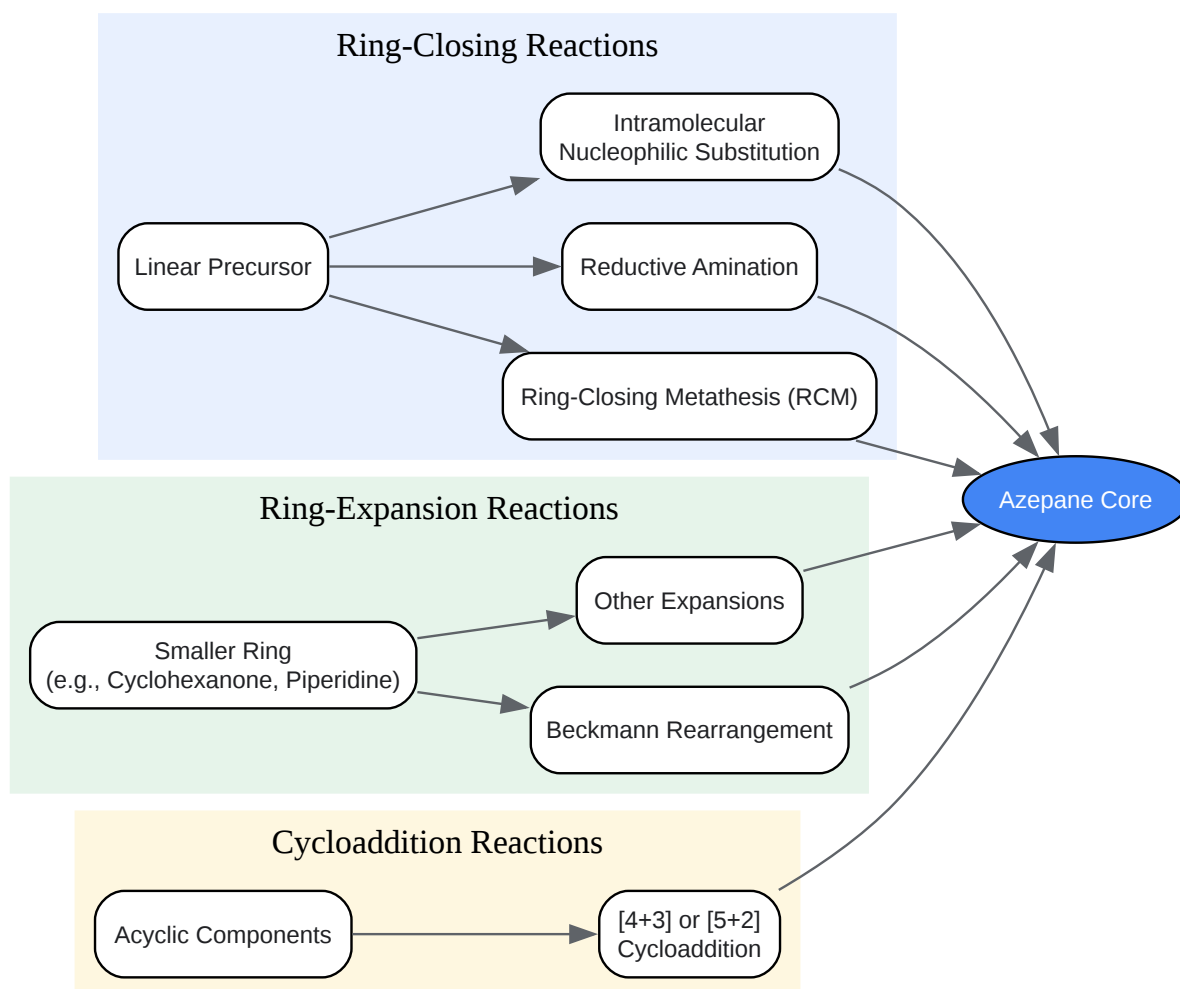 Ring-Closing Reactions
Intramolecular
Nucleophilic Substitution
Linear Precursor
Reductive Amination
Ring-Closing Metathesis (RCM)
Azepane Core
Ring-Expansion Reactions
Other Expansions
Smaller Ring
(e.g., Cyclohexanone, Piperidine)
Beckmann Rearrangement
Cycloaddition Reactions
Acyclic Components
[4+3] or [5+2]
Cycloaddition